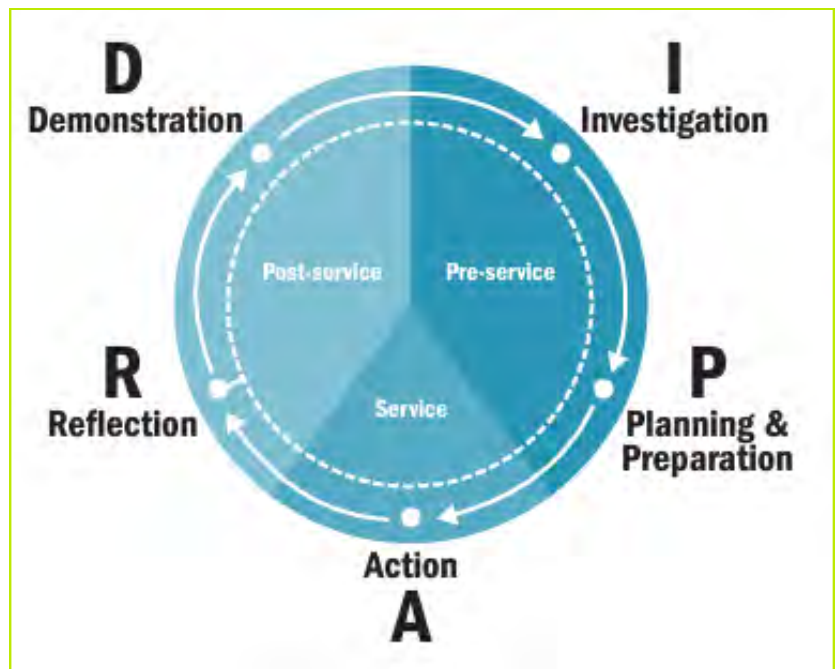 D
Demonstration
I
Investigation
Post-service
Pre-service
R
Reflection
Service
P
Planning &
Preparation
Action
A